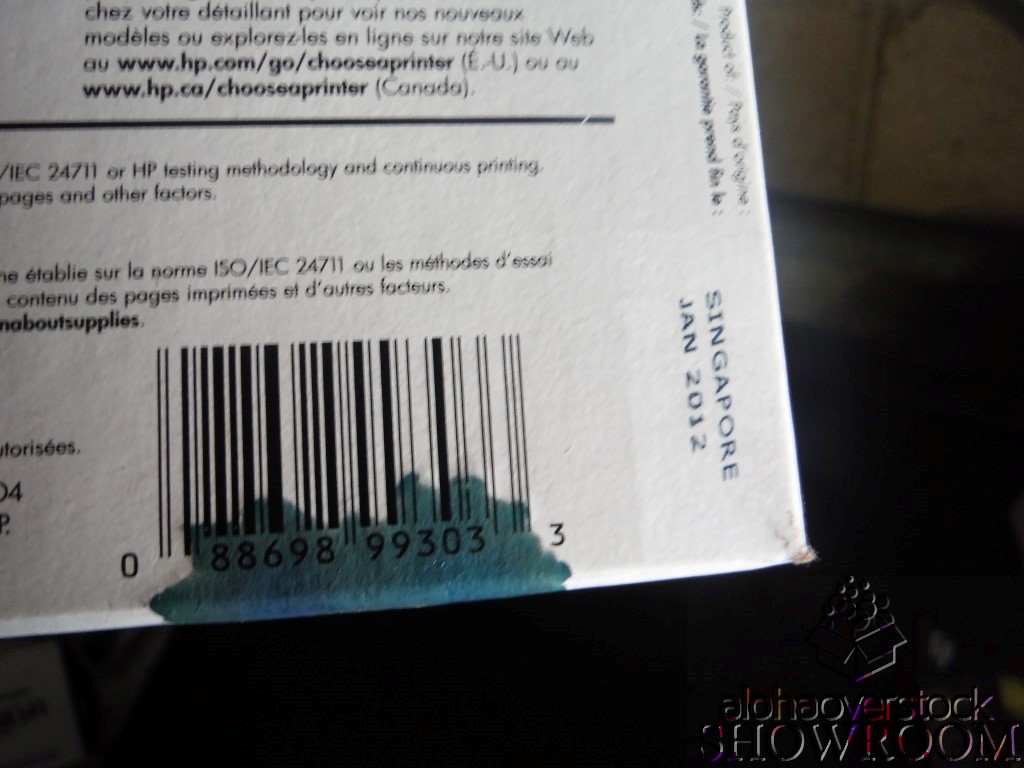 chez votre détaillant pour voir nos nouveaux
modèles ou explorez-les en ligne sur notre site Web
au www.hp.com/go/chooseaprinter (É.-U.) ou au
www.hp.ca/chooseaprinter (Canada).
/IEC 24711 or HP testing methodology and continuous printing.
pages and other factors.
ne établie sur la norme ISO/IEC 24711 ou les méthodes d'essai
contenu des pages imprimées et d'autres facteurs.
naboutsupplies.
utorisées.
04
P.
0 88698 99303 3
Product of: / Pays d'origine :
/ la garantie prend fin le :
SINGAPORE
JAN 2012
alohaoverstock
SHOWROOM